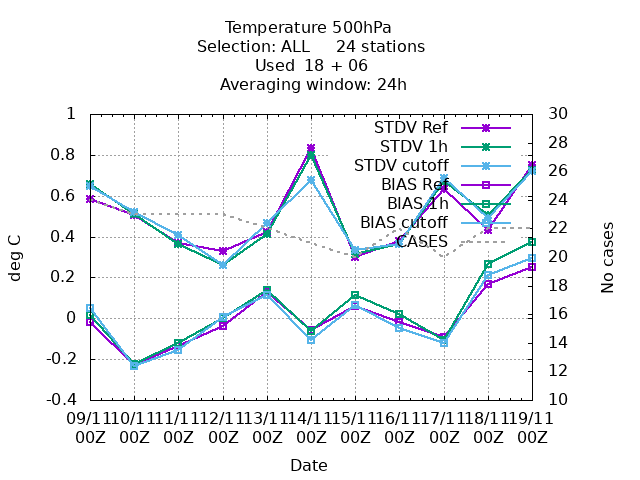 Temperature 500hPa
Selection: ALL     24 stations
Used  18 + 06
Averaging window: 24h
1
0.8
0.6
0.4
0.2
0
-0.2
-0.4
deg C
30
28
26
24
22
20
18
16
14
12
10
No cases
STDV Ref
STDV 1h
STDV cutoff
BIAS Ref
BIAS 1h
BIAS cutoff
CASES
09/11 10/11 11/11 12/11 13/11 14/11 15/11 16/11 17/11 18/11 19/11
00Z 00Z 00Z 00Z 00Z 00Z 00Z 00Z 00Z 00Z 00Z
Date